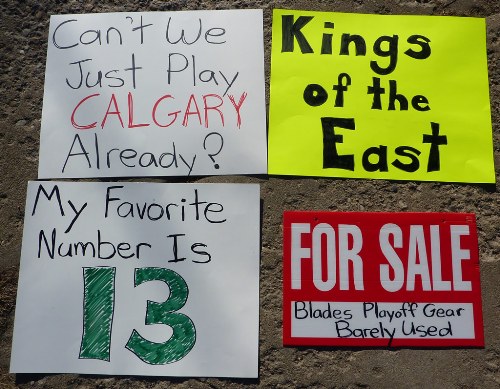 Can't We
Just Play
CALGARY
Already?
Kings
of the
East
My Favorite
Number Is
13
FOR SALE
Blades Playoff Gear
Barely Used